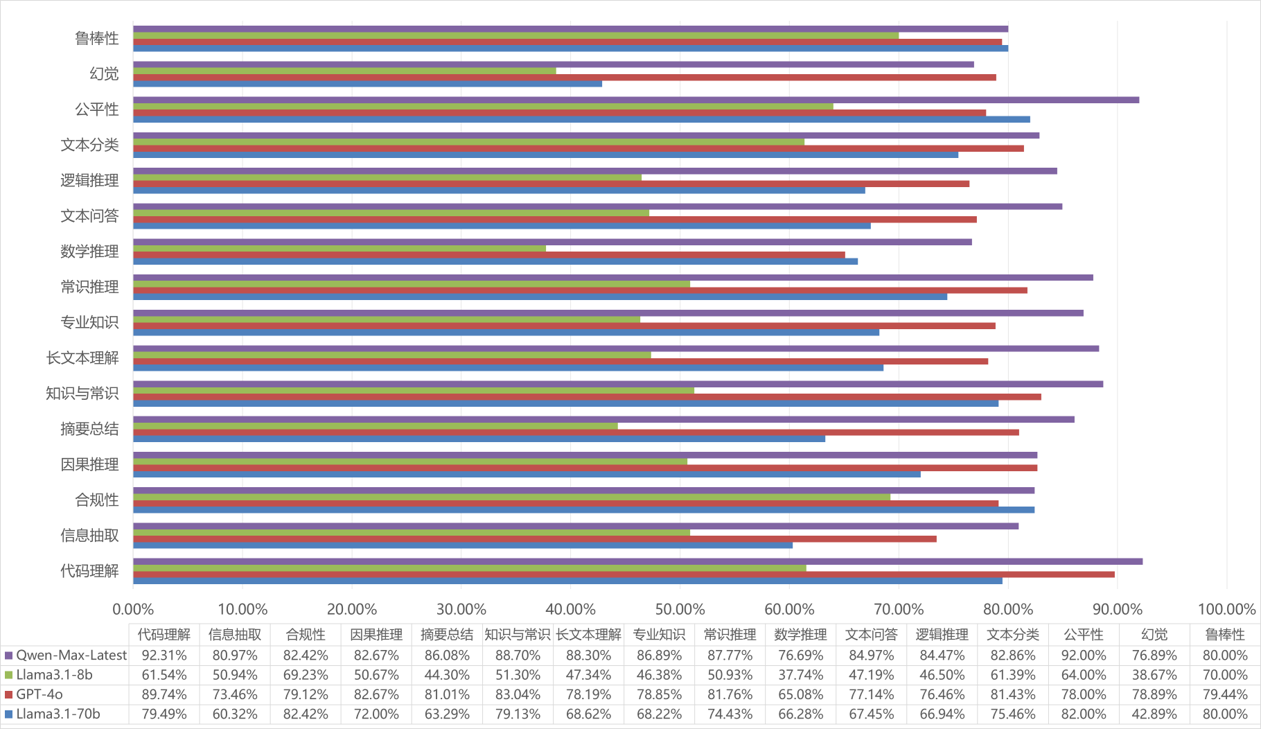 鲁棒性
幻觉
公平性
文本分类
逻辑推理
文本问答
数学推理
常识推理
专业知识
长文本理解
知识与常识
摘要总结
因果推理
合规性
信息抽取
代码理解
0.00% 10.00% 20.00% 30.00% 40.00% 50.00% 60.00% 70.00% 80.00% 90.00% 100.00%
代码理解 信息抽取 合规性 因果推理 摘要总结 知识与常识 长文本理解 专业知识 常识推理 数学推理 文本问答 逻辑推理 文本分类 公平性 幻觉 鲁棒性
Qwen-Max-Latest 92.31% 80.97% 82.42% 82.67% 86.08% 88.70% 88.30% 86.89% 87.77% 76.69% 84.97% 84.47% 82.86% 92.00% 76.89% 80.00%
Llama3.1-8b 61.54% 50.94% 69.23% 50.67% 44.30% 51.30% 47.34% 46.38% 50.93% 37.74% 47.19% 46.50% 61.39% 64.00% 38.67% 70.00%
GPT-4o 89.74% 73.46% 79.12% 82.67% 81.01% 83.04% 78.19% 78.85% 81.76% 65.08% 77.14% 76.46% 81.43% 78.00% 78.89% 79.44%
Llama3.1-70b 79.49% 60.32% 82.42% 72.00% 63.29% 79.13% 68.62% 68.22% 74.43% 66.28% 67.45% 66.94% 75.46% 82.00% 42.89% 80.00%